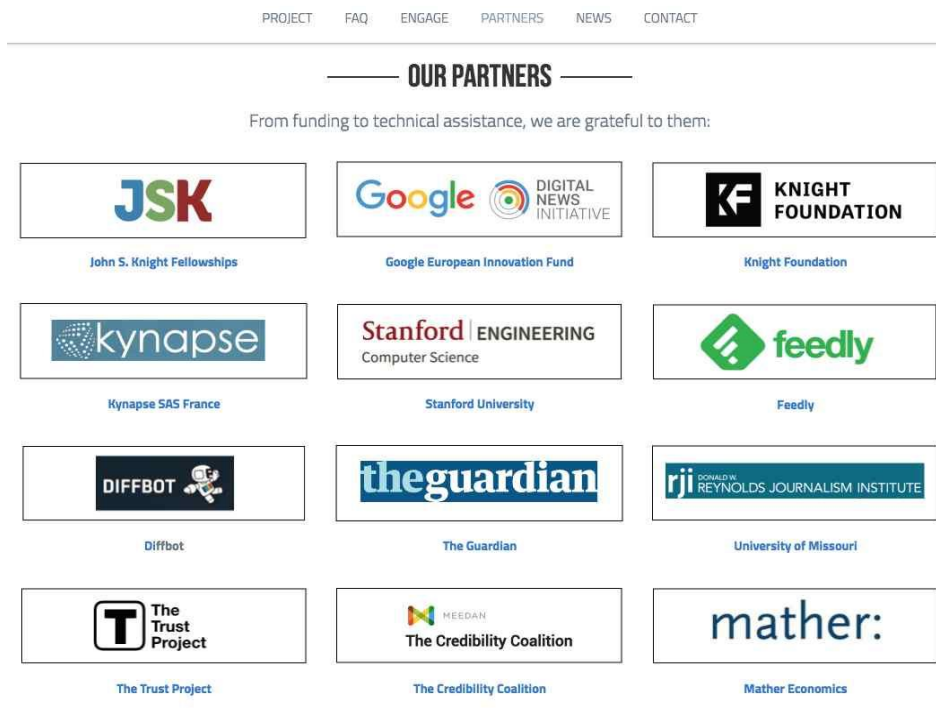 PROJECT FAQ ENGAGE PARTNERS NEWS CONTACT
OUR PARTNERS
From funding to technical assistance, we are grateful to them:
JSK
Google DIGITAL
NEWS
INITIATIVE
KF KNIGHT
FOUNDATION
John S. Knight Fellowships
Google European Innovation Fund
Knight Foundation
kynapse
Stanford ENGINEERING
Computer Science
feedly
Kynapse SAS France
Stanford University
Feedly
DIFFBOT
theguardian
rji DONALD W.
REYNOLDS JOURNALISM INSTITUTE
Diffbot
The Guardian
University of Missouri
T The
Trust
Project
MEEDAN
The Credibility Coalition
mather:
The Trust Project
The Credibility Coalition
Mather Economics